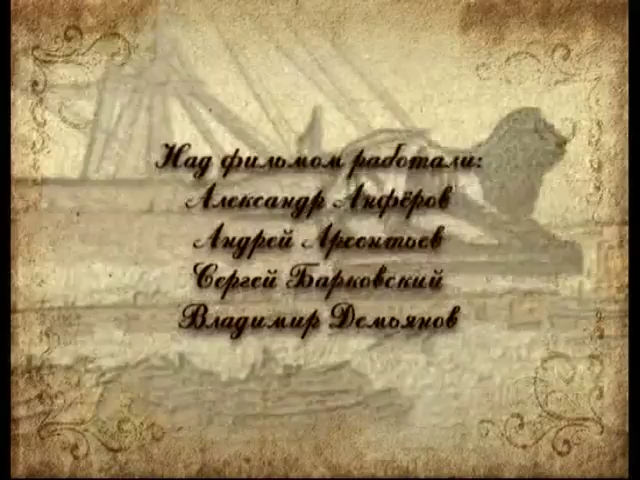 Над фильмом работали:
Александр Анфёров
Андрей Арсентьев
Сергей Барковский
Владимир Демьянов